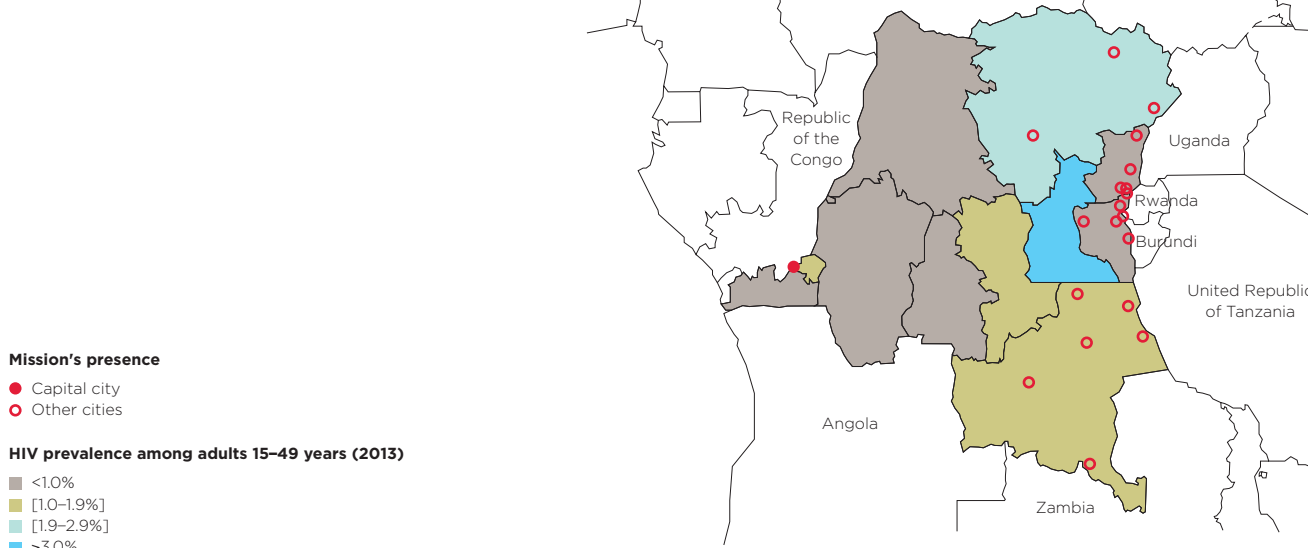 Republic
of the
Congo
Uganda
Rwanda
Burundi
United Republic
of Tanzania
Mission's presence
Capital city
Other cities
Angola
HIV prevalence among adults 15–49 years (2013)
<1.0%
[1.0–1.9%]
[1.9–2.9%]
Zambia